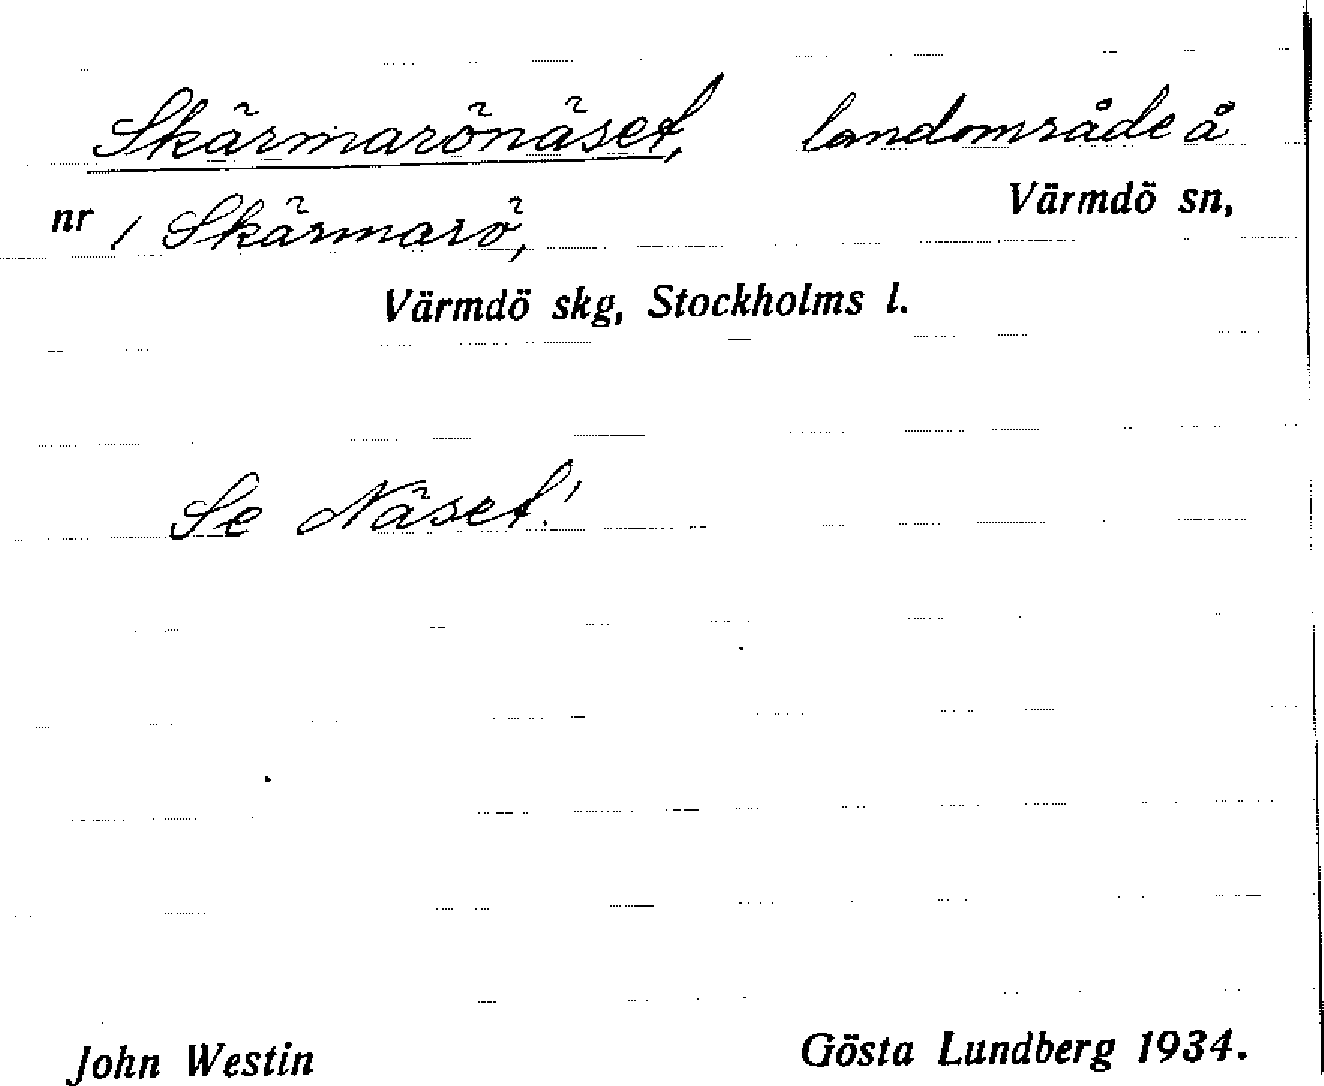 Skärmarönäset, landområde å
nr 1 Skärmarö, Värmdö sn,
Värmdö skg, Stockholms l.
Se Näset!
John Westin Gösta Lundberg 1934.